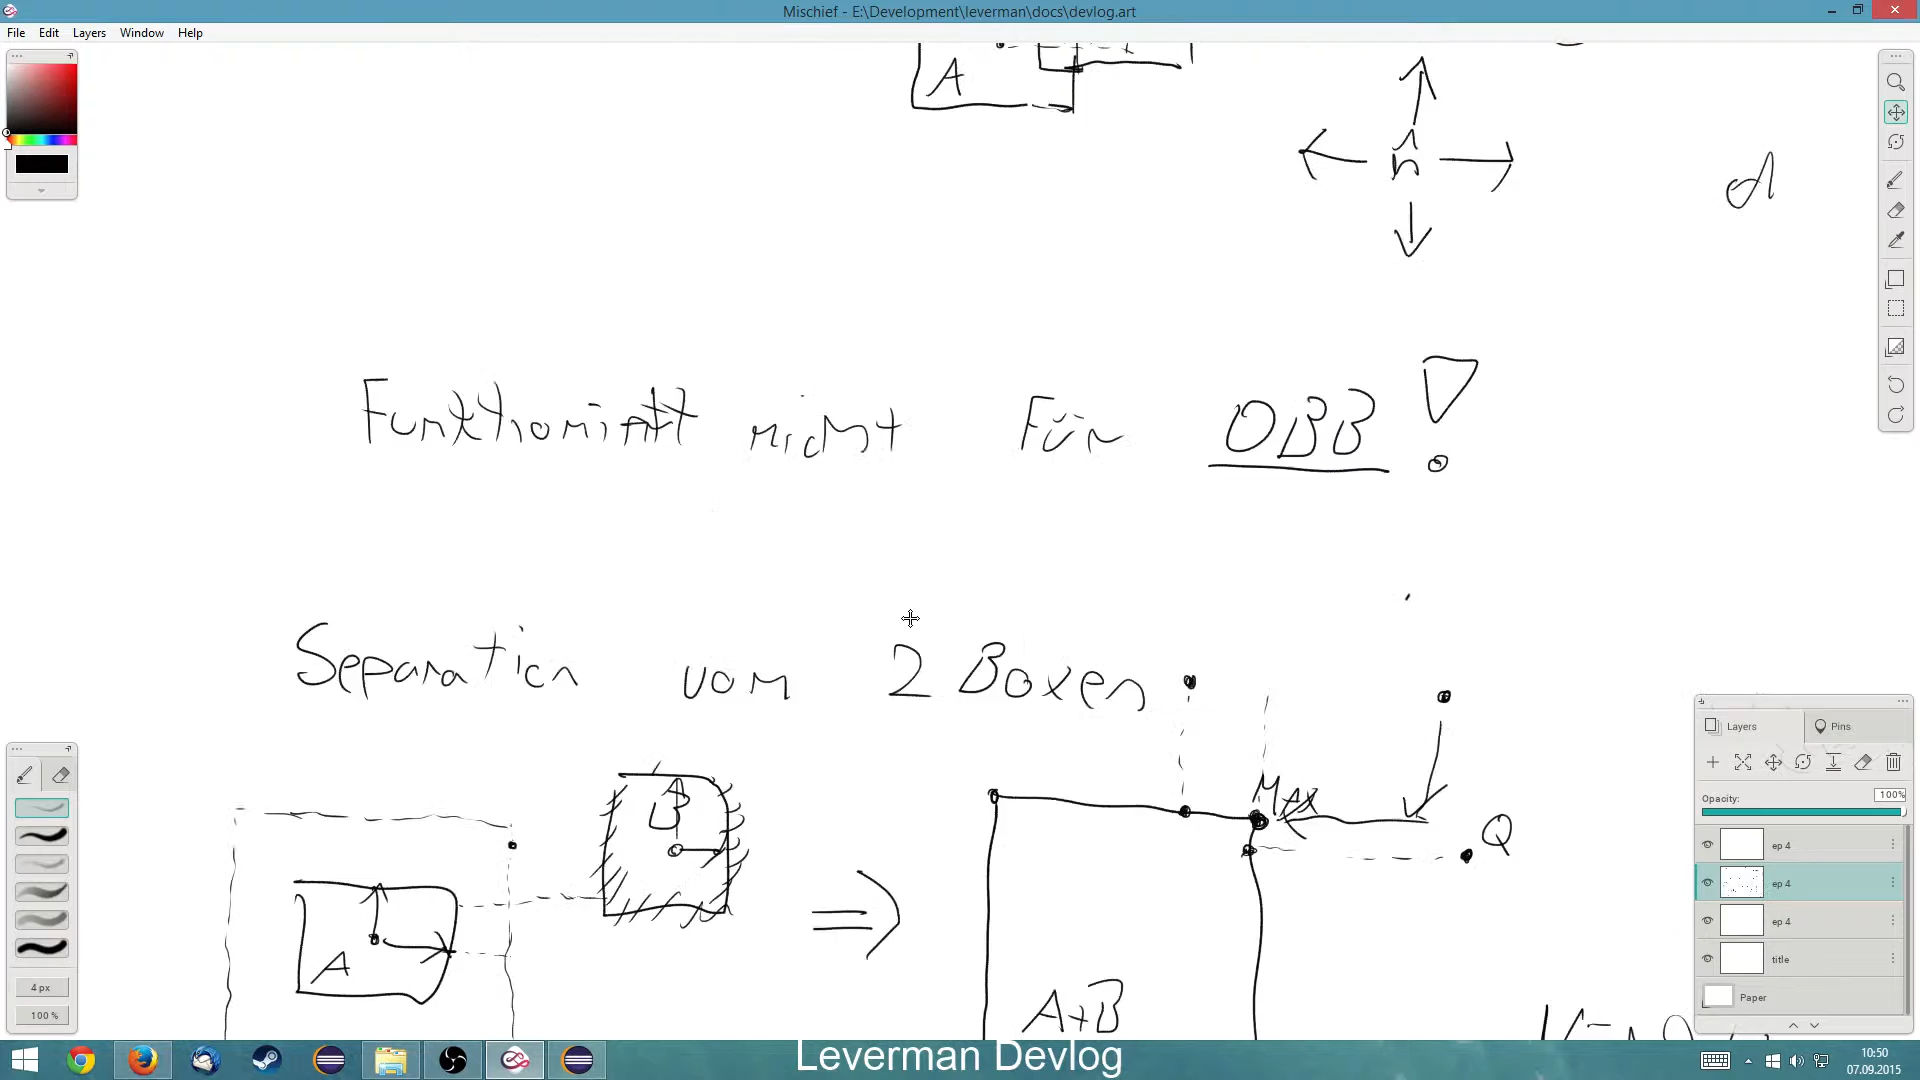 Mischief - E:\Development\leverman\docs\devlog.art
File Edit Layers Window Help
A
n
d
nicht Für OBB !
Separation von 2 Boxen
B
Max
Q
A
A+B
4 px
100 %
Layers Pins
Opacity: 100%
ep 4
ep 4
ep 4
title
Paper
Leverman Devlog
10:50
07.09.2015